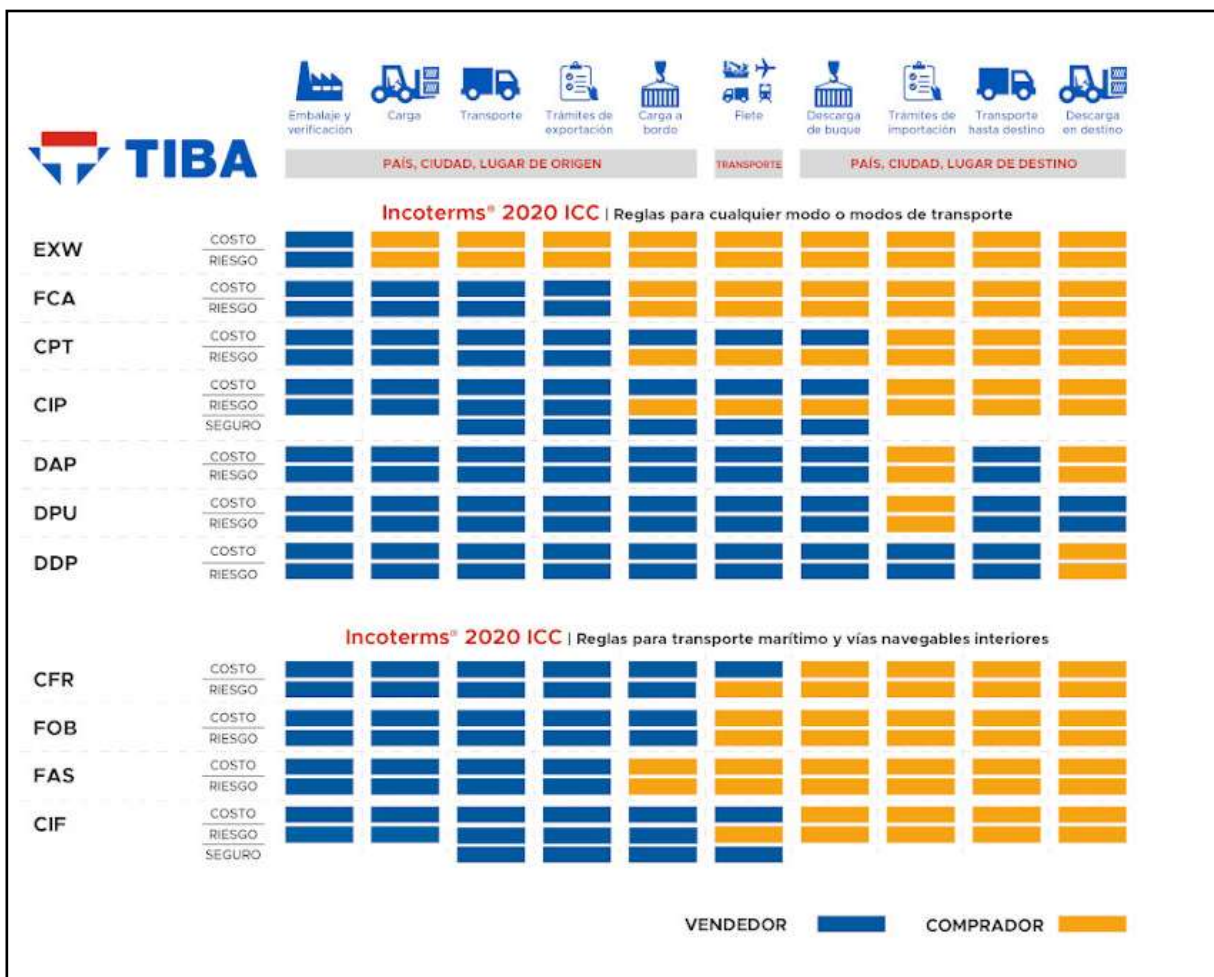 Embalaje y verificación
Carga
Transporte
Trámites de exportación
Carga a bordo
Flete
Descarga de buque
Trámites de importación
Transporte hasta destino
Descarga en destino
TIBA
PAÍS, CIUDAD, LUGAR DE ORIGEN
TRANSPORTE
PAÍS, CIUDAD, LUGAR DE DESTINO
Incoterms® 2020 ICC | Reglas para cualquier modo o modos de transporte
EXW
COSTO
RIESGO
FCA
COSTO
RIESGO
CPT
COSTO
RIESGO
CIP
COSTO
RIESGO
SEGURO
DAP
COSTO
RIESGO
DPU
COSTO
RIESGO
DDP
COSTO
RIESGO
Incoterms® 2020 ICC | Reglas para transporte marítimo y vías navegables interiores
CFR
COSTO
RIESGO
FOB
COSTO
RIESGO
FAS
COSTO
RIESGO
CIF
COSTO
RIESGO
SEGURO
VENDEDOR
COMPRADOR